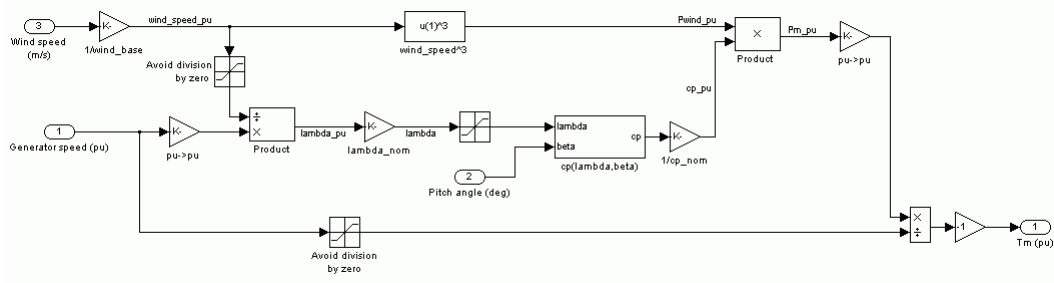 3
Wind speed
(m/s)
K-
1/wind_base
wind_speed_pu
u(1)^3
wind_speed^3
Pwind_pu
×
Product
Pm_pu
K-
pu->pu
Avoid division
by zero
cp_pu
1
Generator speed (pu)
K-
pu->pu
÷
×
Product
lambda_pu
K-
lambda_nom
lambda
lambda
beta
cp
cp(lambda,beta)
K-
1/cp_nom
2
Pitch angle (deg)
Avoid division
by zero
×
÷
-1
1
Tm (pu)